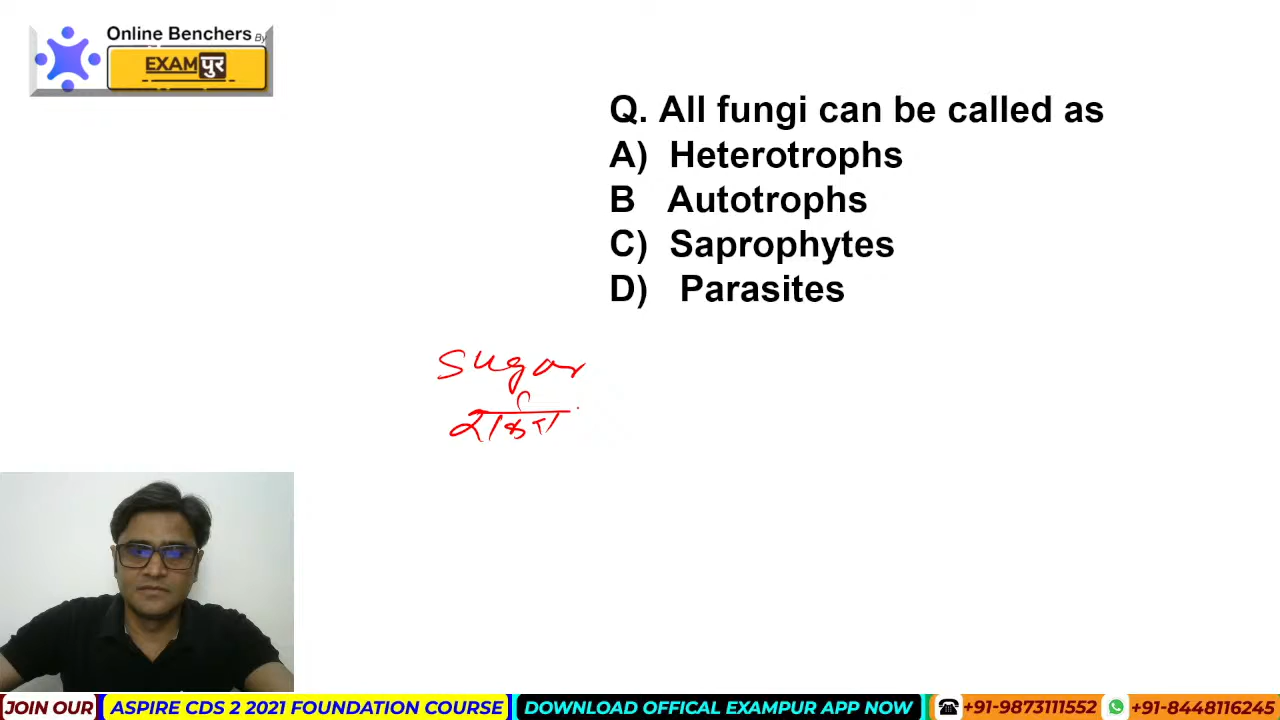 Online Benchers By
EXAMपुर
Q. All fungi can be called as
A) Heterotrophs
B Autotrophs
C) Saprophytes
D) Parasites
Sugar
शर्करा
JOIN OUR ASPIRE CDS 2 2021 FOUNDATION COURSE DOWNLOAD OFFICAL EXAMPUR APP NOW +91-9873111552 +91-8448116245